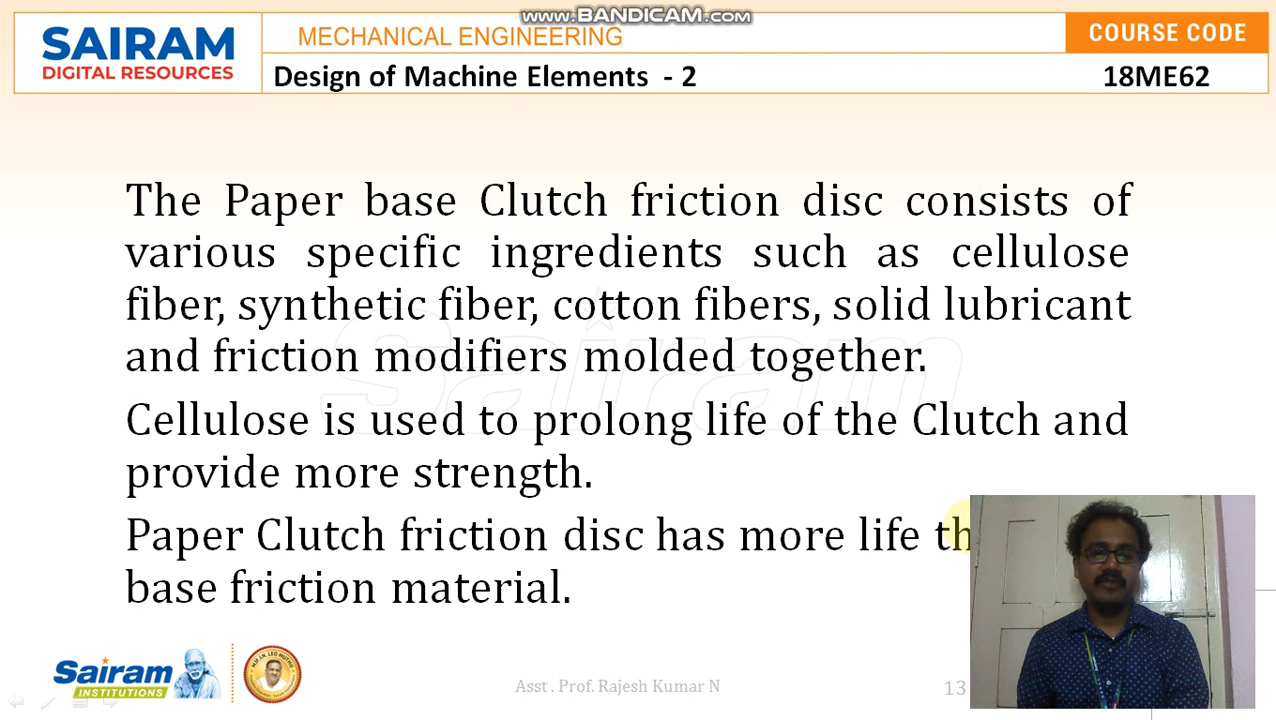 www.BANDICAM.com
SAIRAM
DIGITAL RESOURCES
MECHANICAL ENGINEERING
COURSE CODE
Design of Machine Elements - 2
18ME62
The Paper base Clutch friction disc consists of
various specific ingredients such as cellulose
fiber, synthetic fiber, cotton fibers, solid lubricant
and friction modifiers molded together.
Cellulose is used to prolong life of the Clutch and
provide more strength.
Paper Clutch friction disc has more life
base friction material.
Sairam
Sairam
INSTITUTIONS
Asst . Prof. Rajesh Kumar N
13